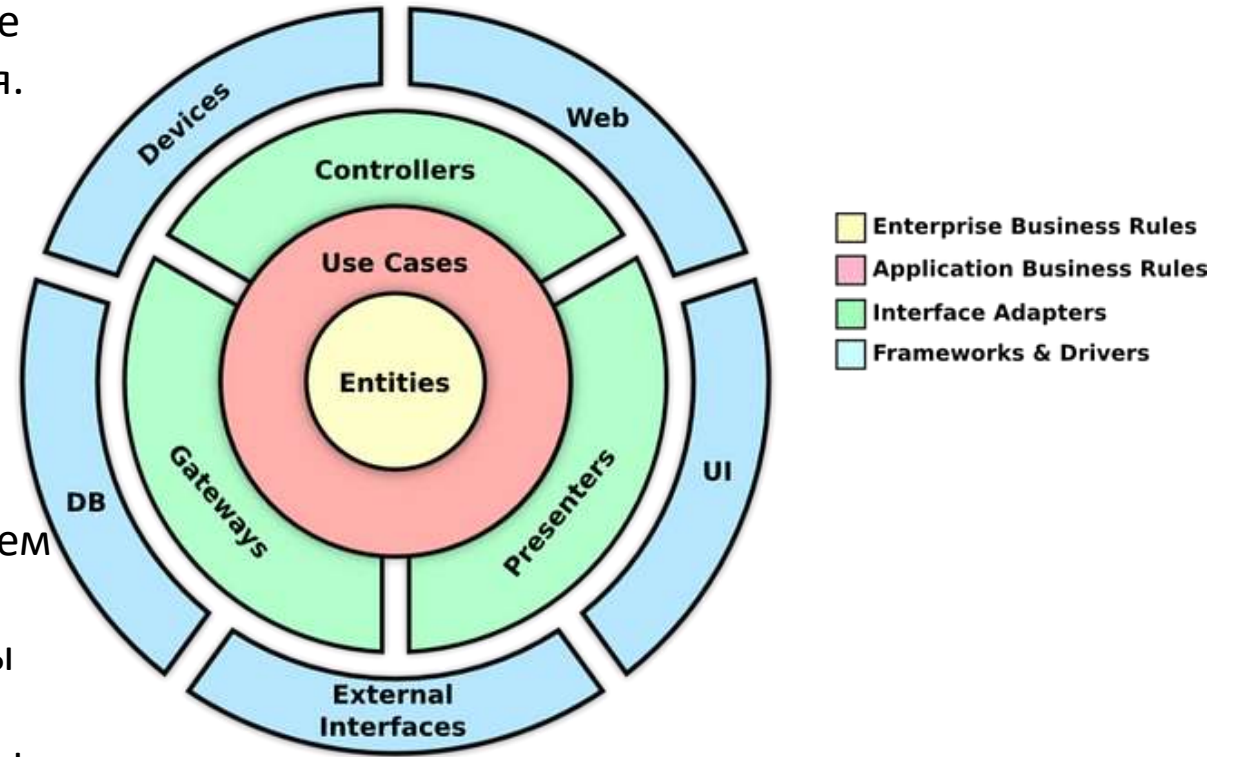 е
я.
Devices
Web
Controllers
Use Cases
Entities
Gateways
Presenters
DB
UI
External
Interfaces
ем
ы
Enterprise Business Rules
Application Business Rules
Interface Adapters
Frameworks & Drivers